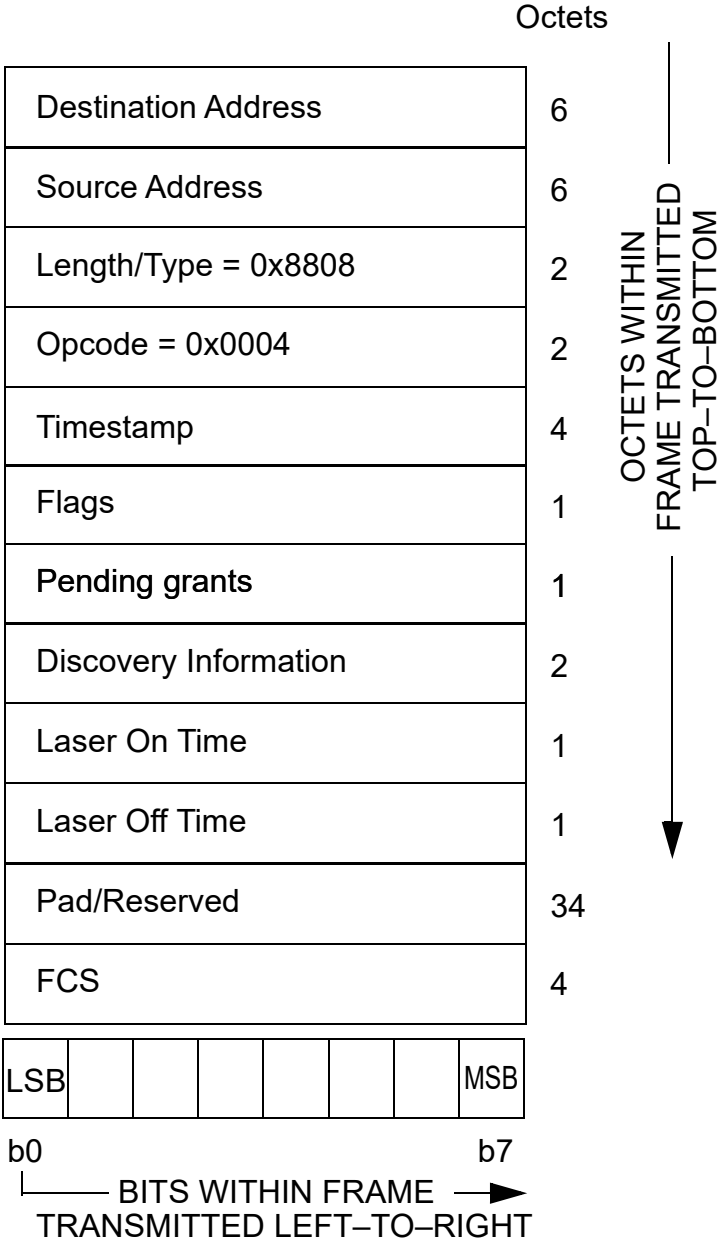 Octets
Destination Address 6
Source Address 6
Length/Type = 0x8808 2
Opcode = 0x0004 2
Timestamp 4
Flags 1
Pending grants 1
Discovery Information 2
Laser On Time 1
Laser Off Time 1
Pad/Reserved 34
FCS 4
OCTETS WITHIN
FRAME TRANSMITTED
TOP–TO–BOTTOM
LSB MSB
b0 b7
BITS WITHIN FRAME
TRANSMITTED LEFT–TO–RIGHT